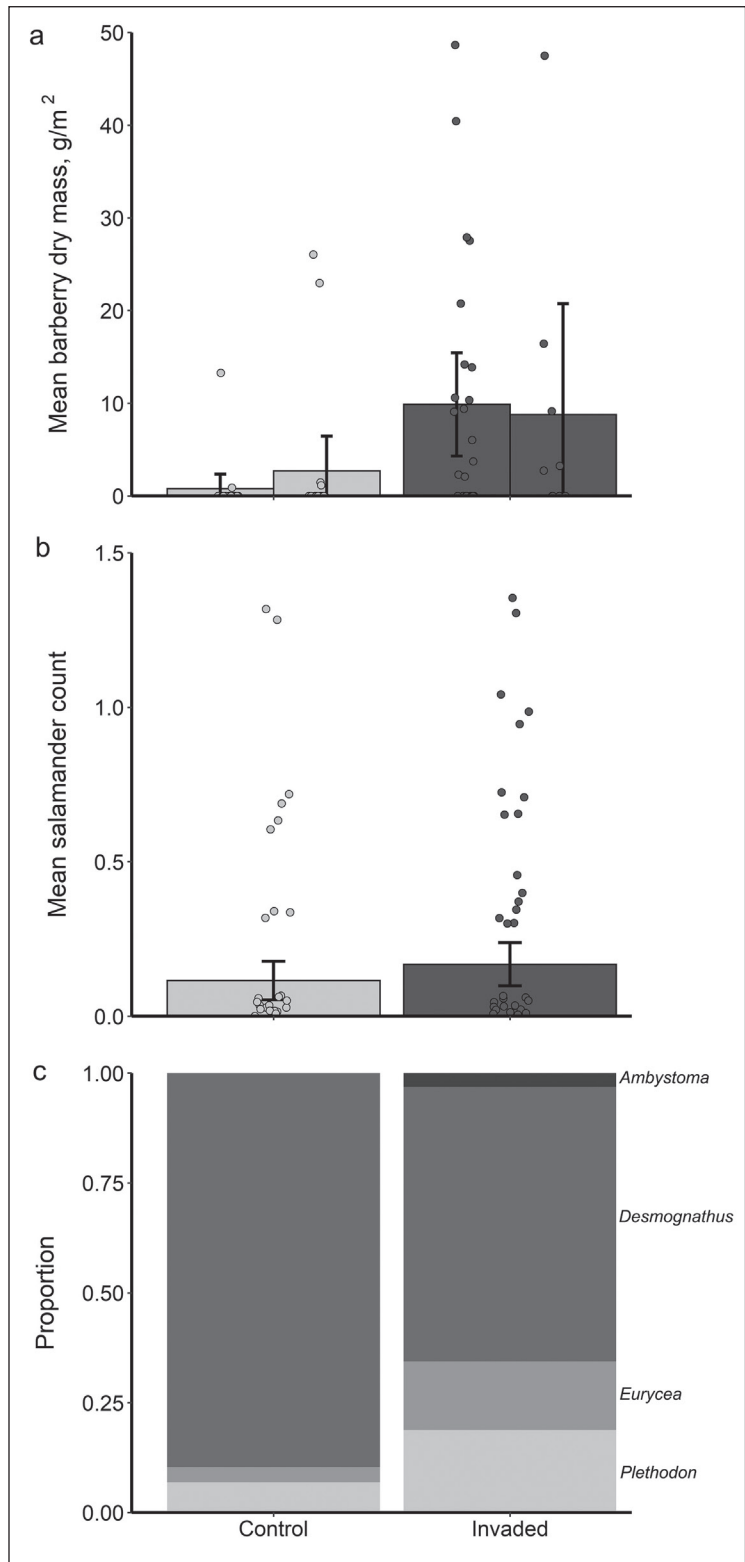 a
Mean barberry dry mass, g/m²
50
40
30
20
10
0
b
Mean salamander count
1.5
1.0
0.5
0.0
c
Proportion
1.00
0.75
0.50
0.25
0.00
Ambystoma
Desmognathus
Eurycea
Plethodon
Control
Invaded